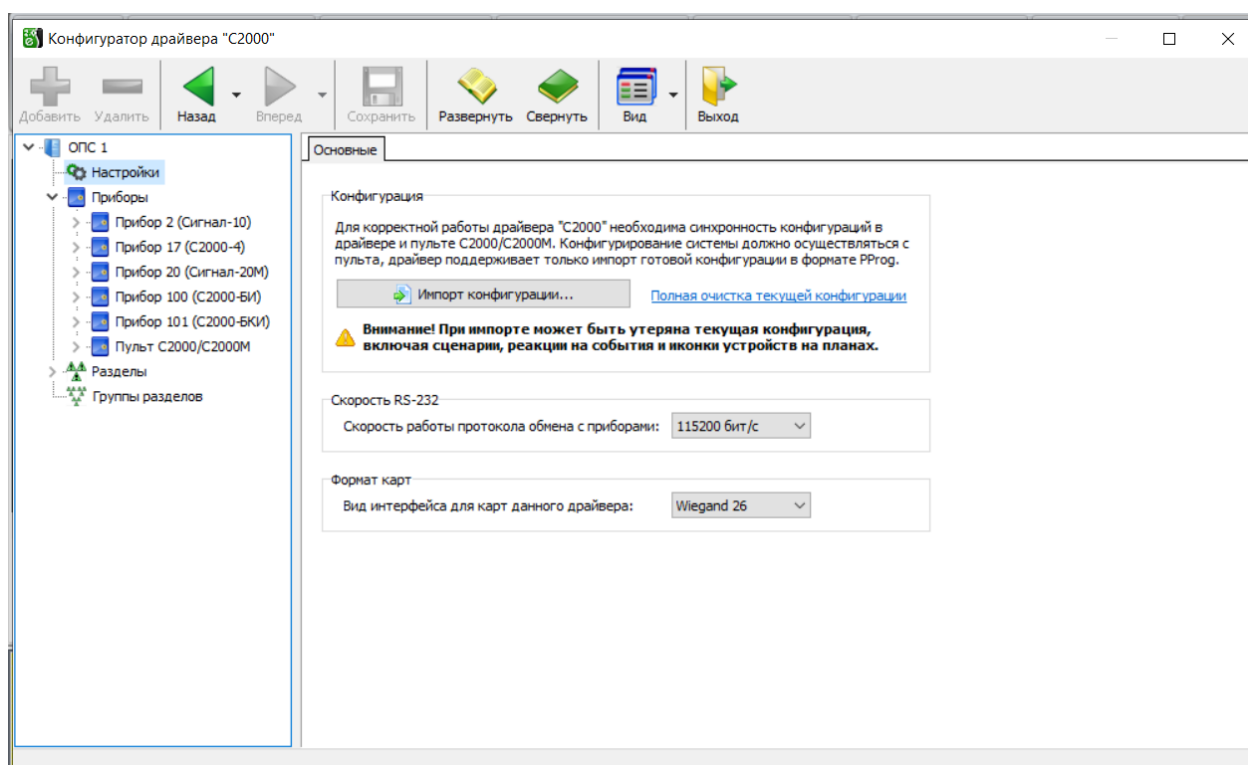 Конфигуратор драйвера "С2000"
Добавить Удалить Назад Вперед Сохранить Развернуть Свернуть Вид Выход
ОПС 1
Настройки
Приборы
Прибор 2 (Сигнал-10)
Прибор 17 (С2000-4)
Прибор 20 (Сигнал-20М)
Прибор 100 (С2000-БИ)
Прибор 101 (С2000-БКИ)
Пульт С2000/С2000М
Разделы
Группы разделов
Основные
Конфигурация
Для корректной работы драйвера "С2000" необходима синхронность конфигураций в
драйвере и пульте С2000/С2000М. Конфигурирование системы должно осуществляться с
пульта, драйвер поддерживает только импорт готовой конфигурации в формате PProg.
Импорт конфигурации... Полная очистка текущей конфигурации
Внимание! При импорте может быть утеряна текущая конфигурация,
включая сценарии, реакции на события и иконки устройств на планах.
Скорость RS-232
Скорость работы протокола обмена с приборами: 115200 бит/с
Формат карт
Вид интерфейса для карт данного драйвера: Wiegand 26